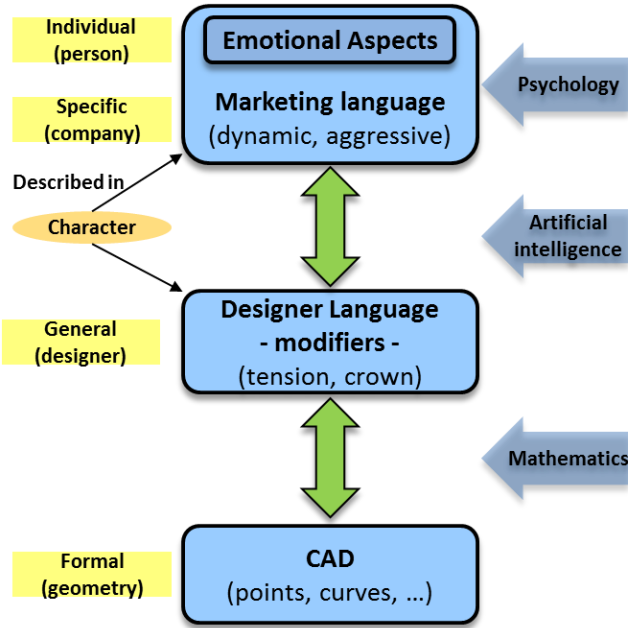 Individual
(person)
Emotional Aspects
Marketing language
(dynamic, aggressive)
Psychology
Specific
(company)
Described in
Character
Artificial
intelligence
General
(designer)
Designer Language
- modifiers -
(tension, crown)
Mathematics
Formal
(geometry)
CAD
(points, curves, ...)